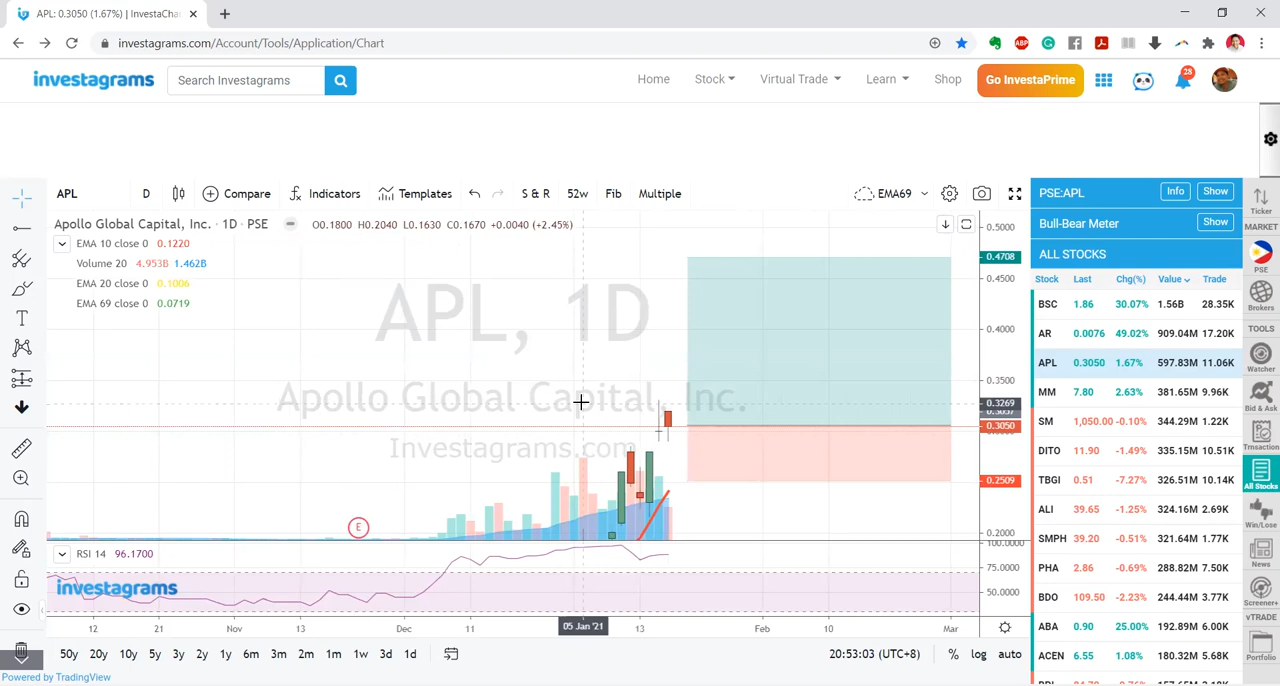 APL: 0.3050 (1.67%) | InvestaCha
investagrams.com/Account/Tools/Application/Chart
ABP
investagrams
Search Investagrams
Home
Stock
Virtual Trade
Learn
Shop
Go InvestaPrime
28
APL
D
Compare
Indicators
Templates
S & R
52w
Fib
Multiple
EMA69
Apollo Global Capital, Inc. · 1D · PSE
O0.1800 H0.2040 L0.1630 C0.1670 +0.0040 (+2.45%)
EMA 10 close 0 0.1220
Volume 20 4.953B 1.462B
EMA 20 close 0 0.1006
EMA 69 close 0 0.0719
APL, 1D
Apollo Global Capital, Inc.
Investagrams.com
E
0.5000
0.4708
0.4500
0.4000
0.3500
0.3269
0.3050
0.2509
0.2000
RSI 14 96.1700
investagrams
100.0000
75.0000
50.0000
12
21
Nov
13
Dec
11
05 Jan '21
13
Feb
10
Mar
50y
20y
10y
5y
3y
2y
1y
6m
3m
2m
1m
1w
3d
1d
20:53:03 (UTC+8)
%
log
auto
Powered by TradingView
PSE:APL
Info
Show
Bull-Bear Meter
Show
ALL STOCKS
Stock Last Chg(%) Value Trade
BSC 1.86 30.07% 1.56B 28.35K
AR 0.0076 49.02% 909.04M 17.20K
APL 0.3050 1.67% 597.83M 11.06K
MM 7.80 2.63% 381.65M 9.96K
SM 1,050.00 -0.10% 344.29M 1.22K
DITO 11.90 -1.49% 335.15M 10.51K
TBGI 0.51 -7.27% 326.51M 10.14K
ALI 39.65 -1.25% 324.16M 2.69K
SMPH 39.20 -0.51% 321.64M 1.77K
PHA 2.86 -0.69% 288.82M 7.50K
BDO 109.50 -2.23% 244.44M 3.77K
ABA 0.90 25.00% 192.89M 6.00K
ACEN 6.55 1.08% 180.32M 5.68K
Ticker
MARKET
PSE
Brokers
TOOLS
Watcher
Bid & Ask
Trnsaction
All Stocks
Win/Lose
News
Screener+
vTRADE
Portfolio